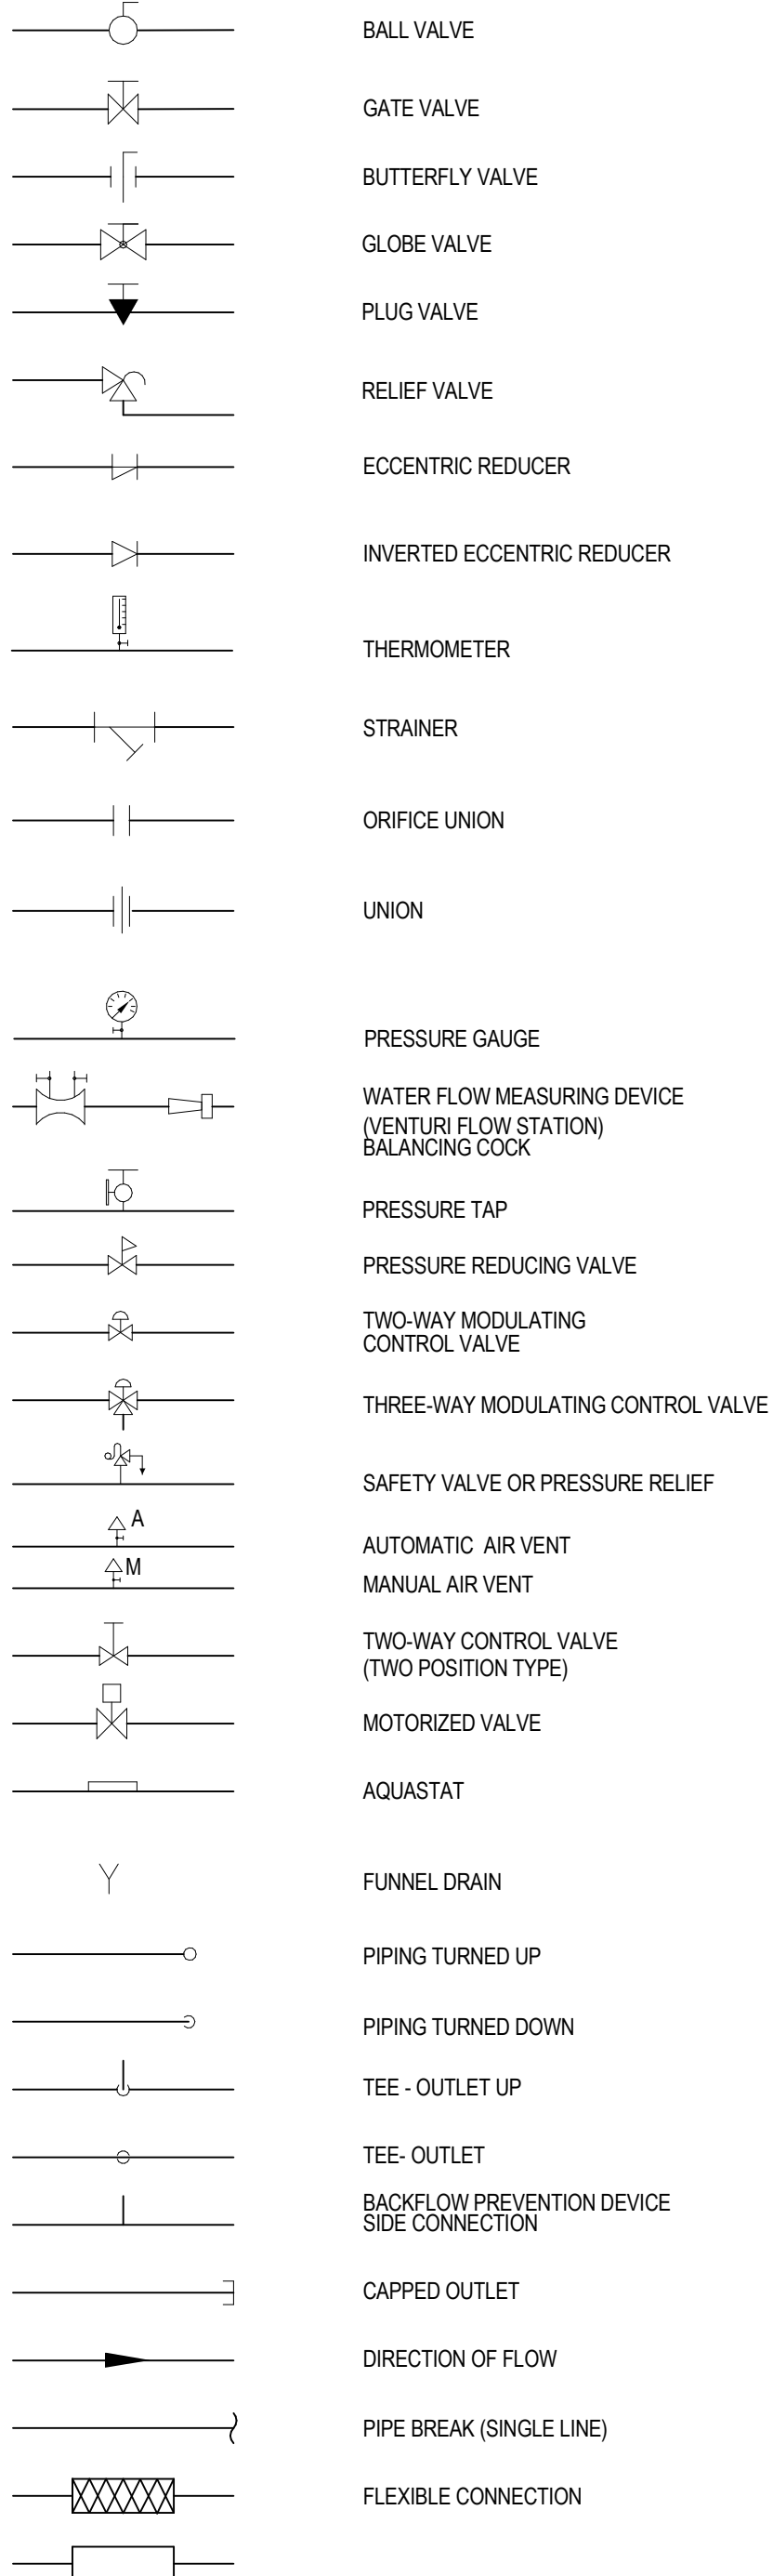 BALL VALVE
GATE VALVE
BUTTERFLY VALVE
GLOBE VALVE
PLUG VALVE
RELIEF VALVE
ECCENTRIC REDUCER
INVERTED ECCENTRIC REDUCER
THERMOMETER
STRAINER
ORIFICE UNION
UNION
PRESSURE GAUGE
WATER FLOW MEASURING DEVICE
(VENTURI FLOW STATION)
BALANCING COCK
PRESSURE TAP
PRESSURE REDUCING VALVE
TWO-WAY MODULATING
CONTROL VALVE
THREE-WAY MODULATING CONTROL VALVE
SAFETY VALVE OR PRESSURE RELIEF
A
AUTOMATIC AIR VENT
M
MANUAL AIR VENT
TWO-WAY CONTROL VALVE
(TWO POSITION TYPE)
MOTORIZED VALVE
AQUASTAT
FUNNEL DRAIN
PIPING TURNED UP
PIPING TURNED DOWN
TEE - OUTLET UP
TEE- OUTLET
BACKFLOW PREVENTION DEVICE
SIDE CONNECTION
CAPPED OUTLET
DIRECTION OF FLOW
PIPE BREAK (SINGLE LINE)
FLEXIBLE CONNECTION